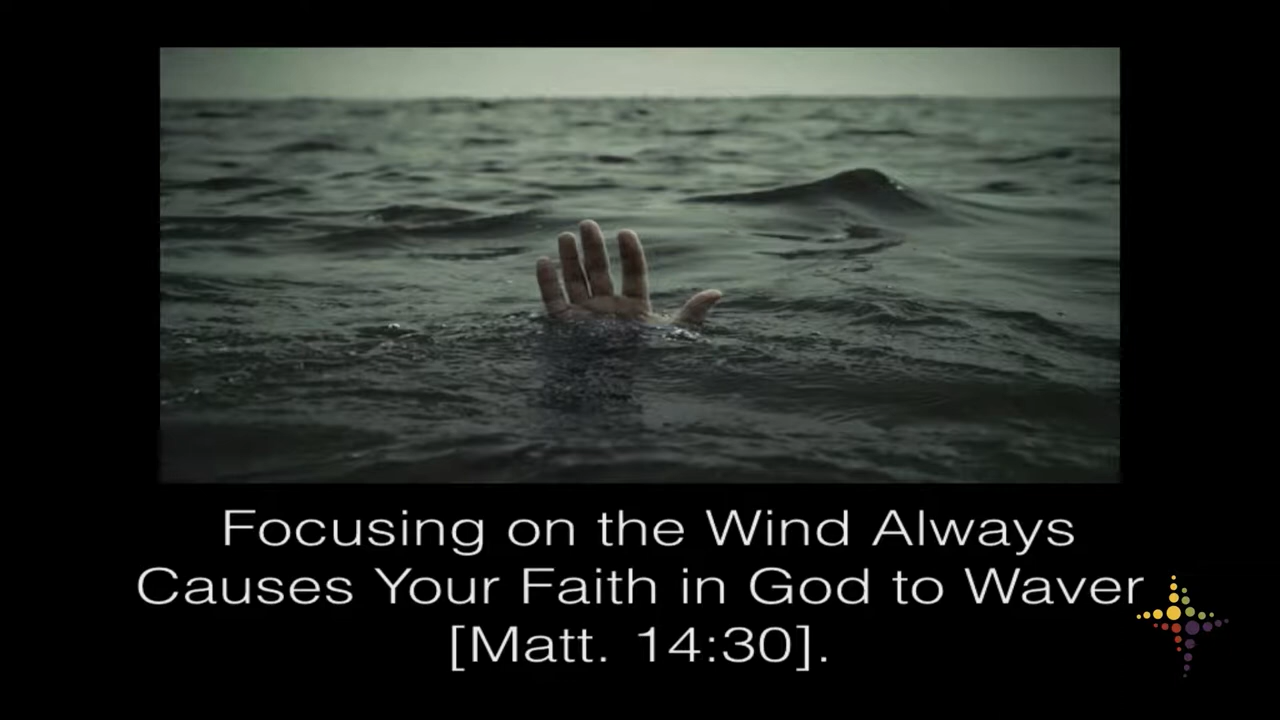 Focusing on the Wind Always
Causes Your Faith in God to Waver
[Matt. 14:30].